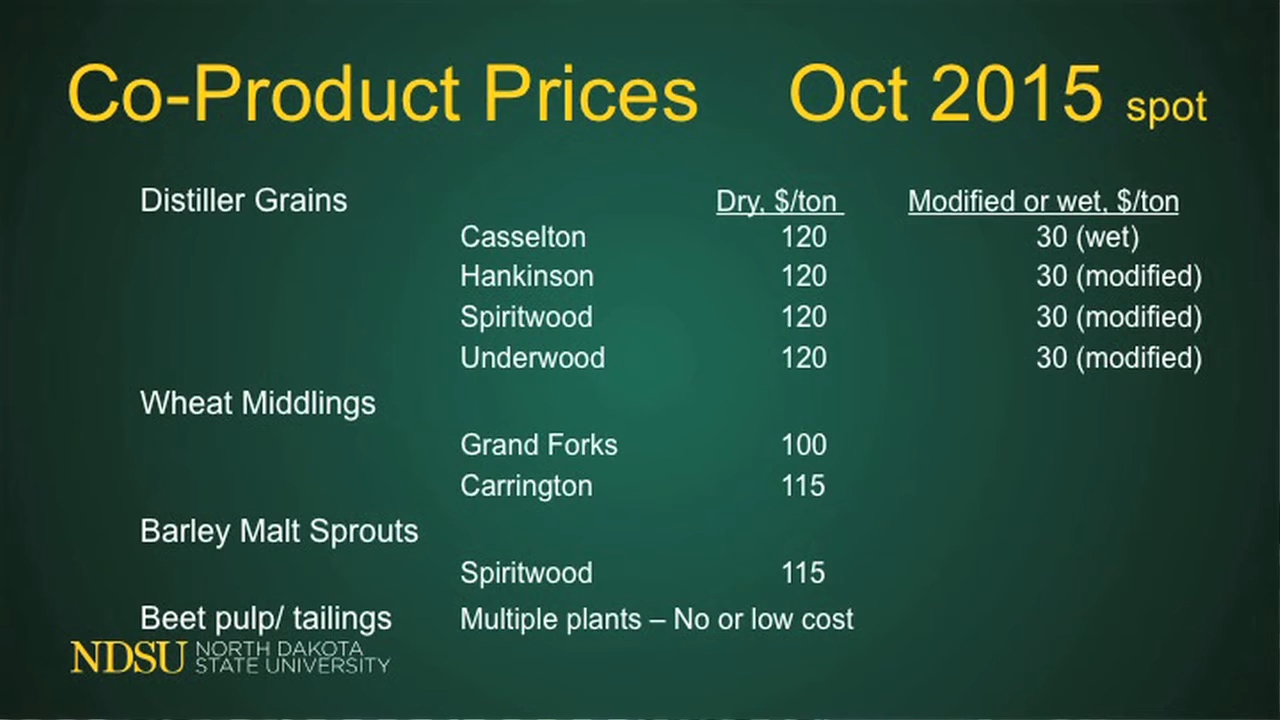 Co-Product Prices Oct 2015 spot
Distiller Grains Dry, $/ton Modified or wet, $/ton
Casselton 120 30 (wet)
Hankinson 120 30 (modified)
Spiritwood 120 30 (modified)
Underwood 120 30 (modified)
Wheat Middlings
Grand Forks 100
Carrington 115
Barley Malt Sprouts
Spiritwood 115
Beet pulp/ tailings Multiple plants – No or low cost
NDSU NORTH DAKOTA
STATE UNIVERSITY